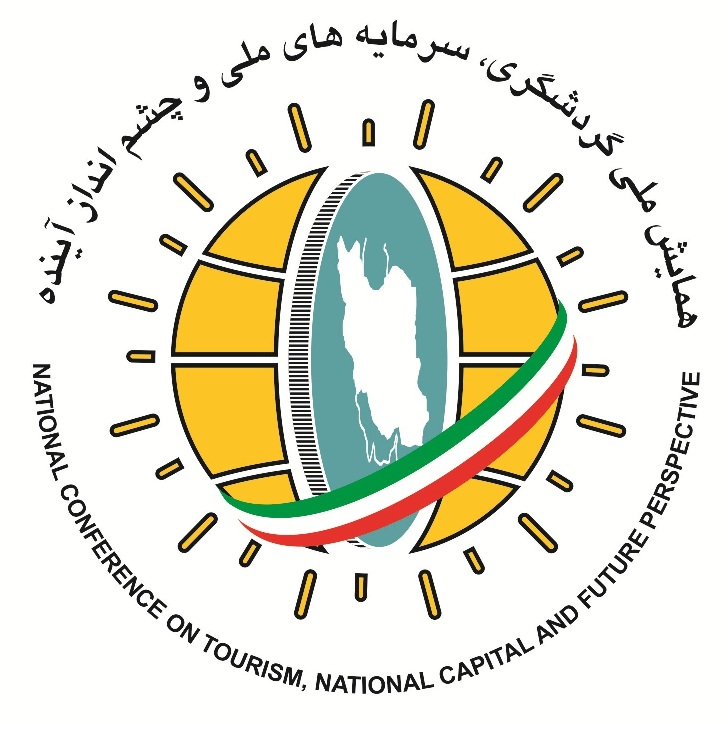 همایش ملی گردشگری، سرمایه های ملی و چشم انداز آینده
NATIONAL CONFERENCE ON TOURISM, NATIONAL CAPITAL AND FUTURE PERSPECTIVE